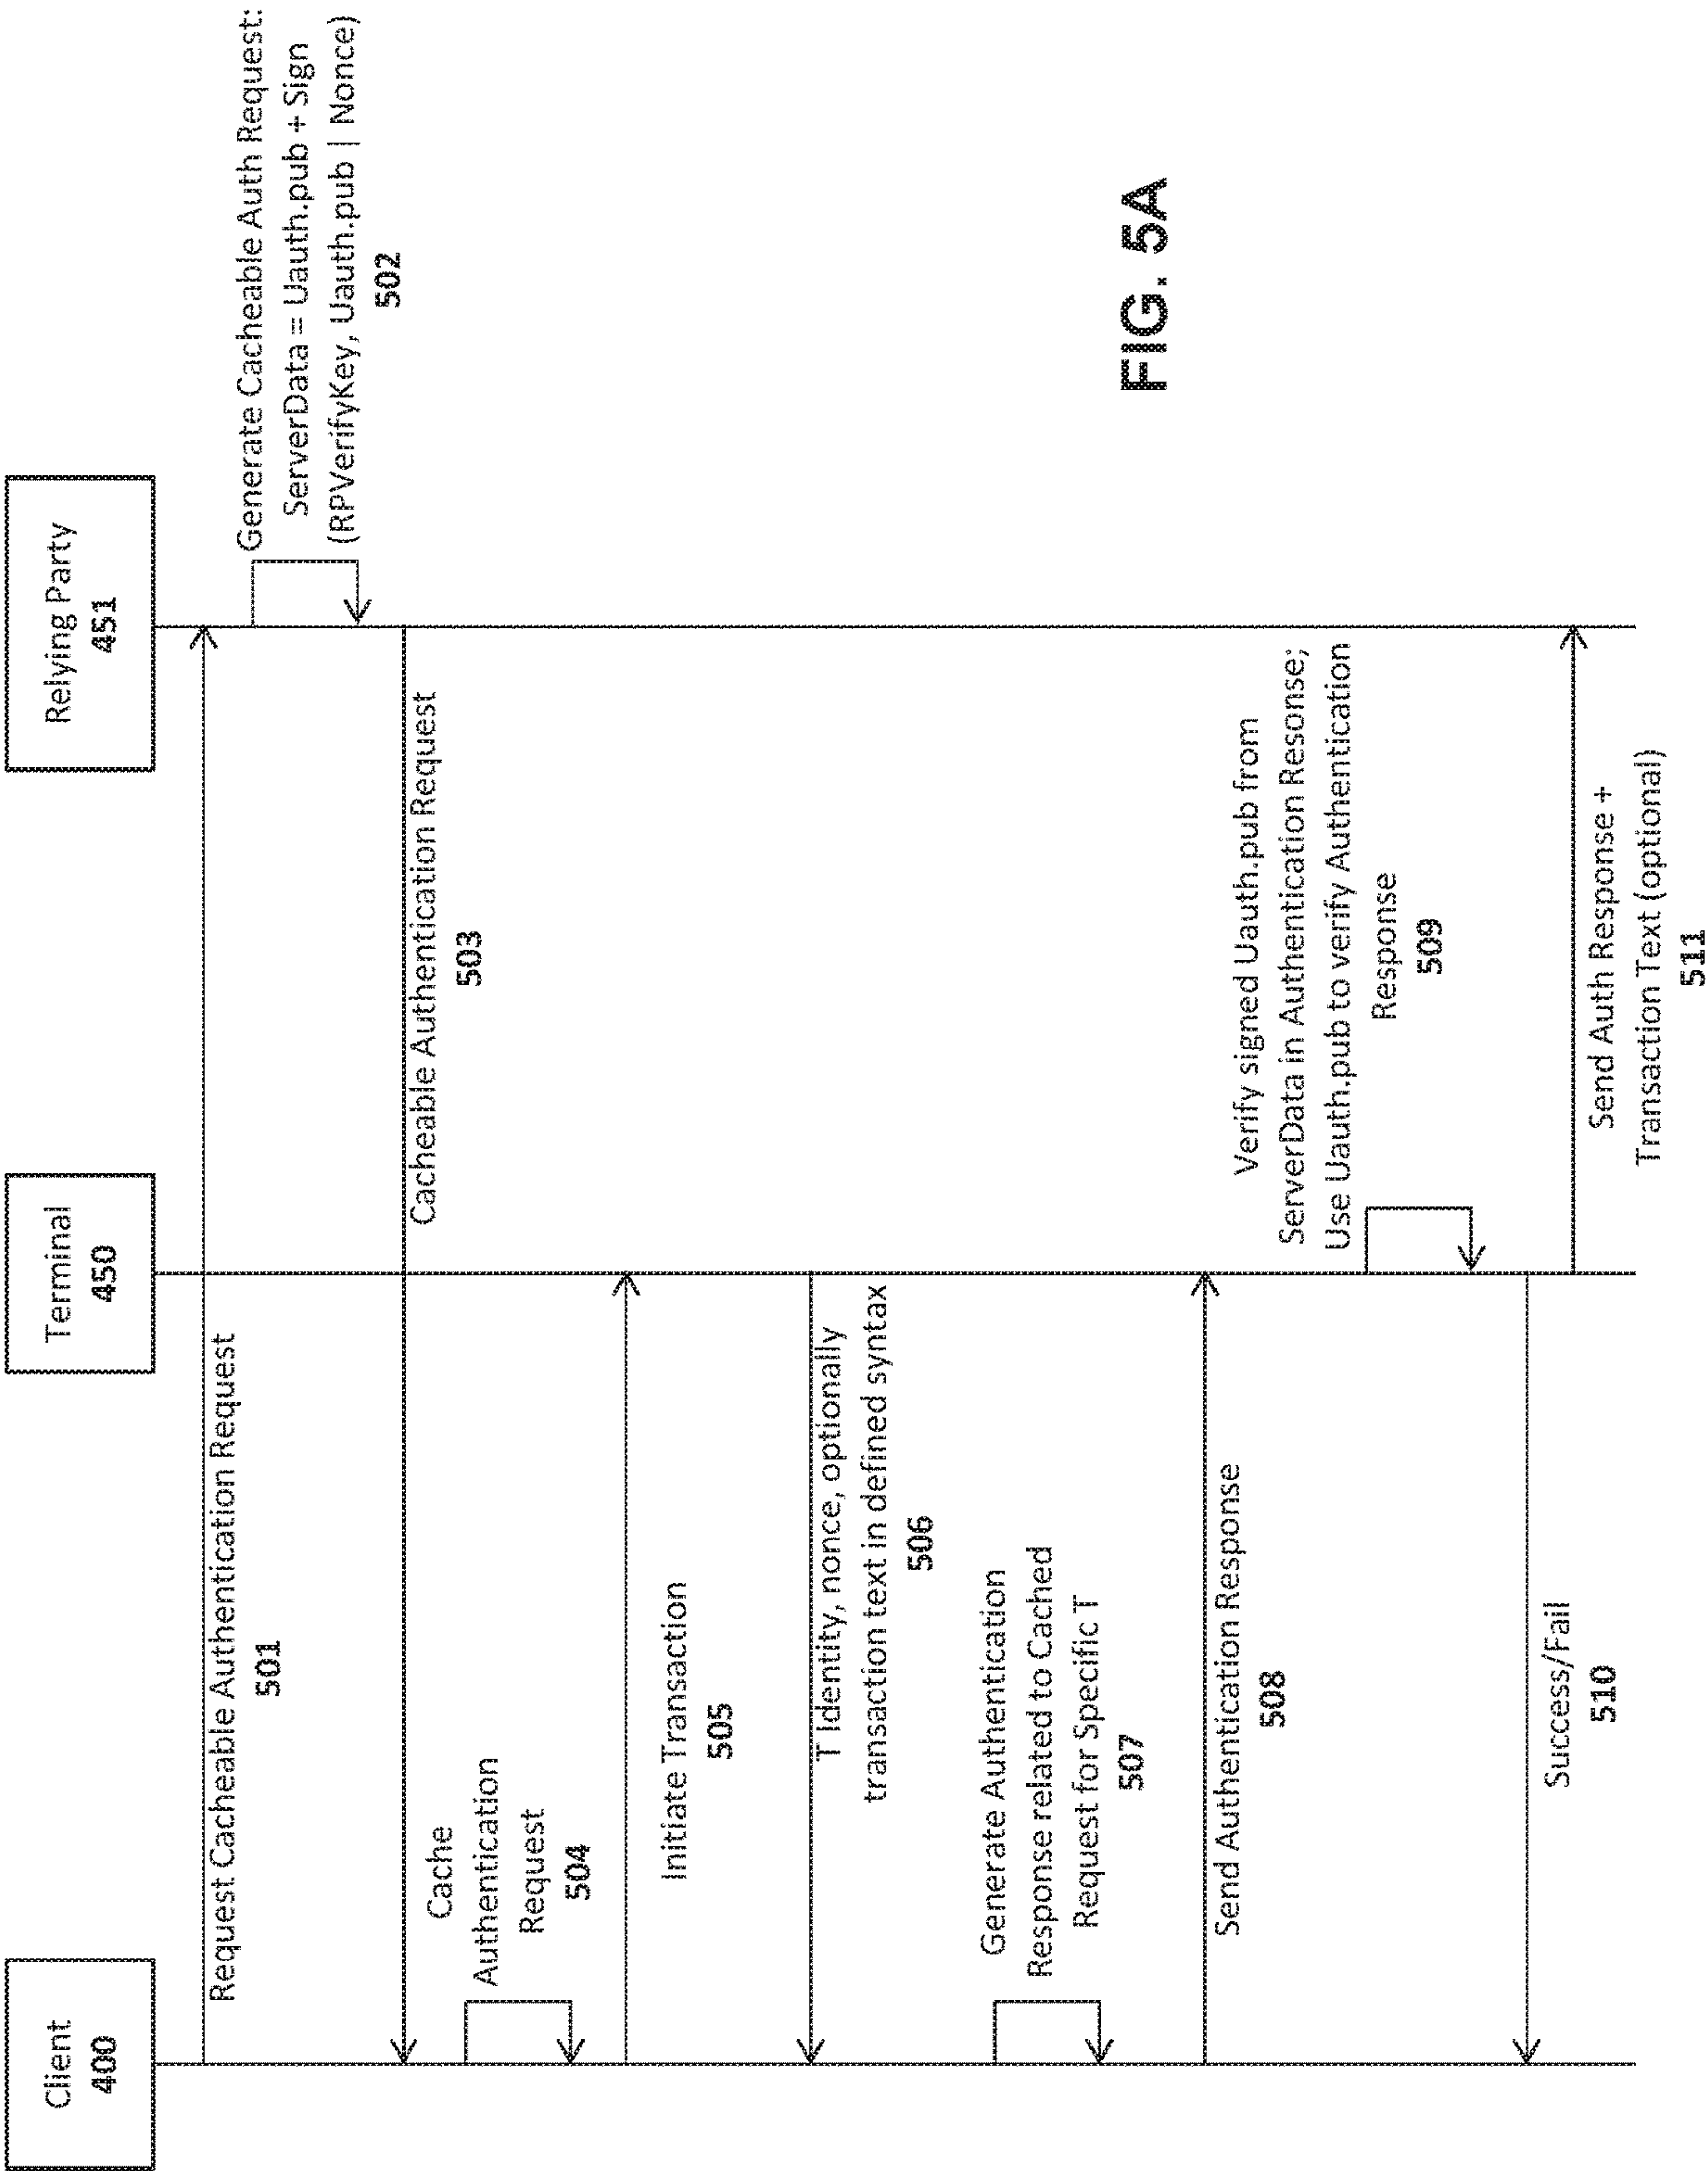 Client
400
Terminal
450
Relying Party
451
Request Cacheable Authentication Request
501
Generate Cacheable Auth Request:
ServerData = Uauth.pub + Sign
(RPVerifyKey, Uauth.pub | Nonce)
502
Cacheable Authentication Request
503
Cache
Authentication
Request
504
Initiate Transaction
505
T Identity, nonce, optionally
transaction text in defined syntax
506
Generate Authentication
Response related to Cached
Request for Specific T
507
Send Authentication Response
508
Verify signed Uauth.pub from
ServerData in Authentication Resonse;
Use Uauth.pub to verify Authentication
Response
509
Success/Fail
510
Send Auth Response +
Transaction Text (optional)
511
FIG. 5A